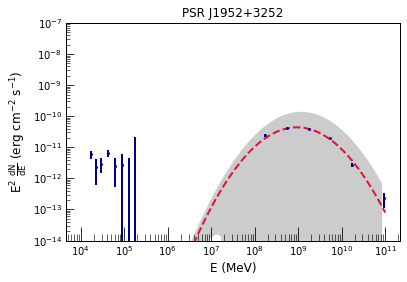 PSR J1952+3252
10⁻⁷
10⁻⁸
10⁻⁹
10⁻¹⁰
10⁻¹¹
10⁻¹²
10⁻¹³
10⁻¹⁴
E² dN/dE (erg cm⁻² s⁻¹)
10⁴ 10⁵ 10⁶ 10⁷ 10⁸ 10⁹ 10¹⁰ 10¹¹
E (MeV)